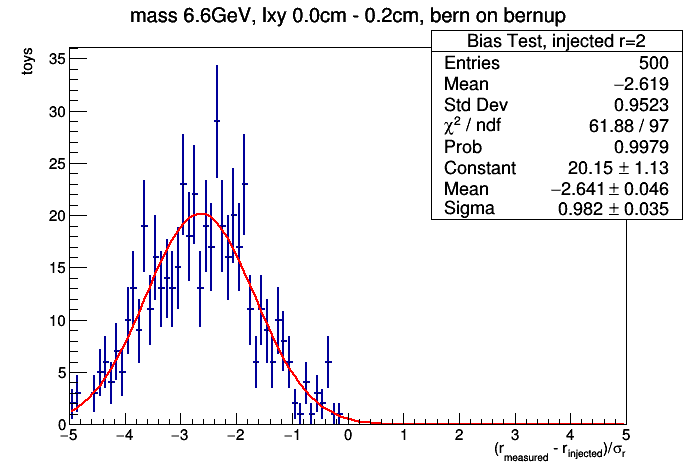 mass 6.6GeV, lxy 0.0cm - 0.2cm, bern on bernup
Bias Test, injected r=2
Entries 500
Mean −2.619
Std Dev 0.9523
χ² / ndf 61.88 / 97
Prob 0.9979
Constant 20.15 ± 1.13
Mean −2.641 ± 0.046
Sigma 0.982 ± 0.035
toys
35
30
25
20
15
10
5
0
−5 −4 −3 −2 −1 0 1 2 3 4 5
(r_measured - r_injected)/σ_r